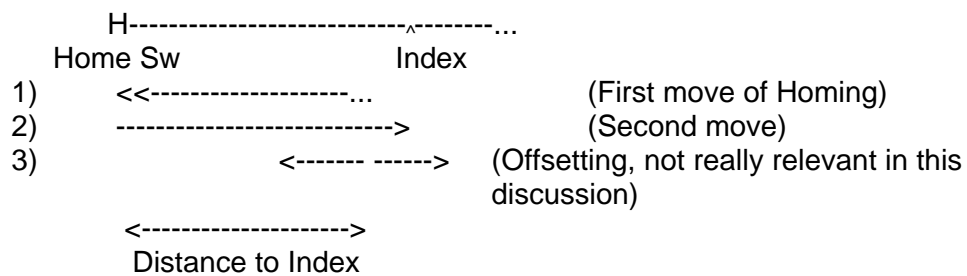 H----------------------------^--------...
Home Sw Index
1) <<--------------------... (First move of Homing)
2) ----------------------------> (Second move)
3) <------- ------> (Offsetting, not really relevant in this
discussion)
<-------------------->
Distance to Index